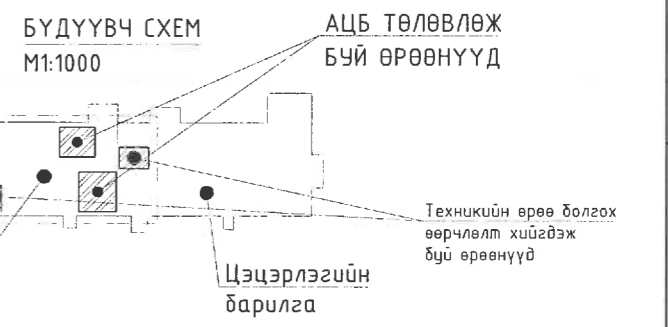 БҮДҮҮВЧ СХЕМ
М1:1000
АЦБ ТӨЛӨВЛӨЖ
БУЙ ӨРӨӨНҮҮД
Техникийн өрөө болгох
өөрчлөлт хийгдэж
буй өрөөнүүд
Цэцэрлэгийн
барилга